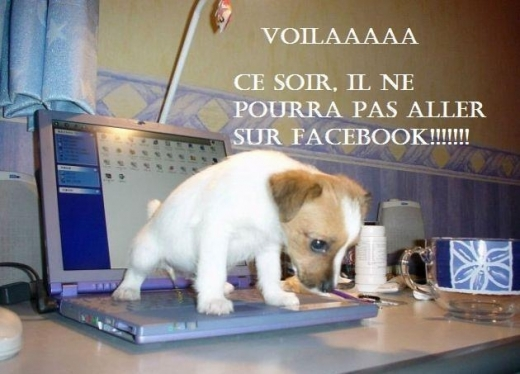 VOILAAAAA
CE SOIR, IL NE
POURRA PAS ALLER
SUR FACEBOOK!!!!!!!